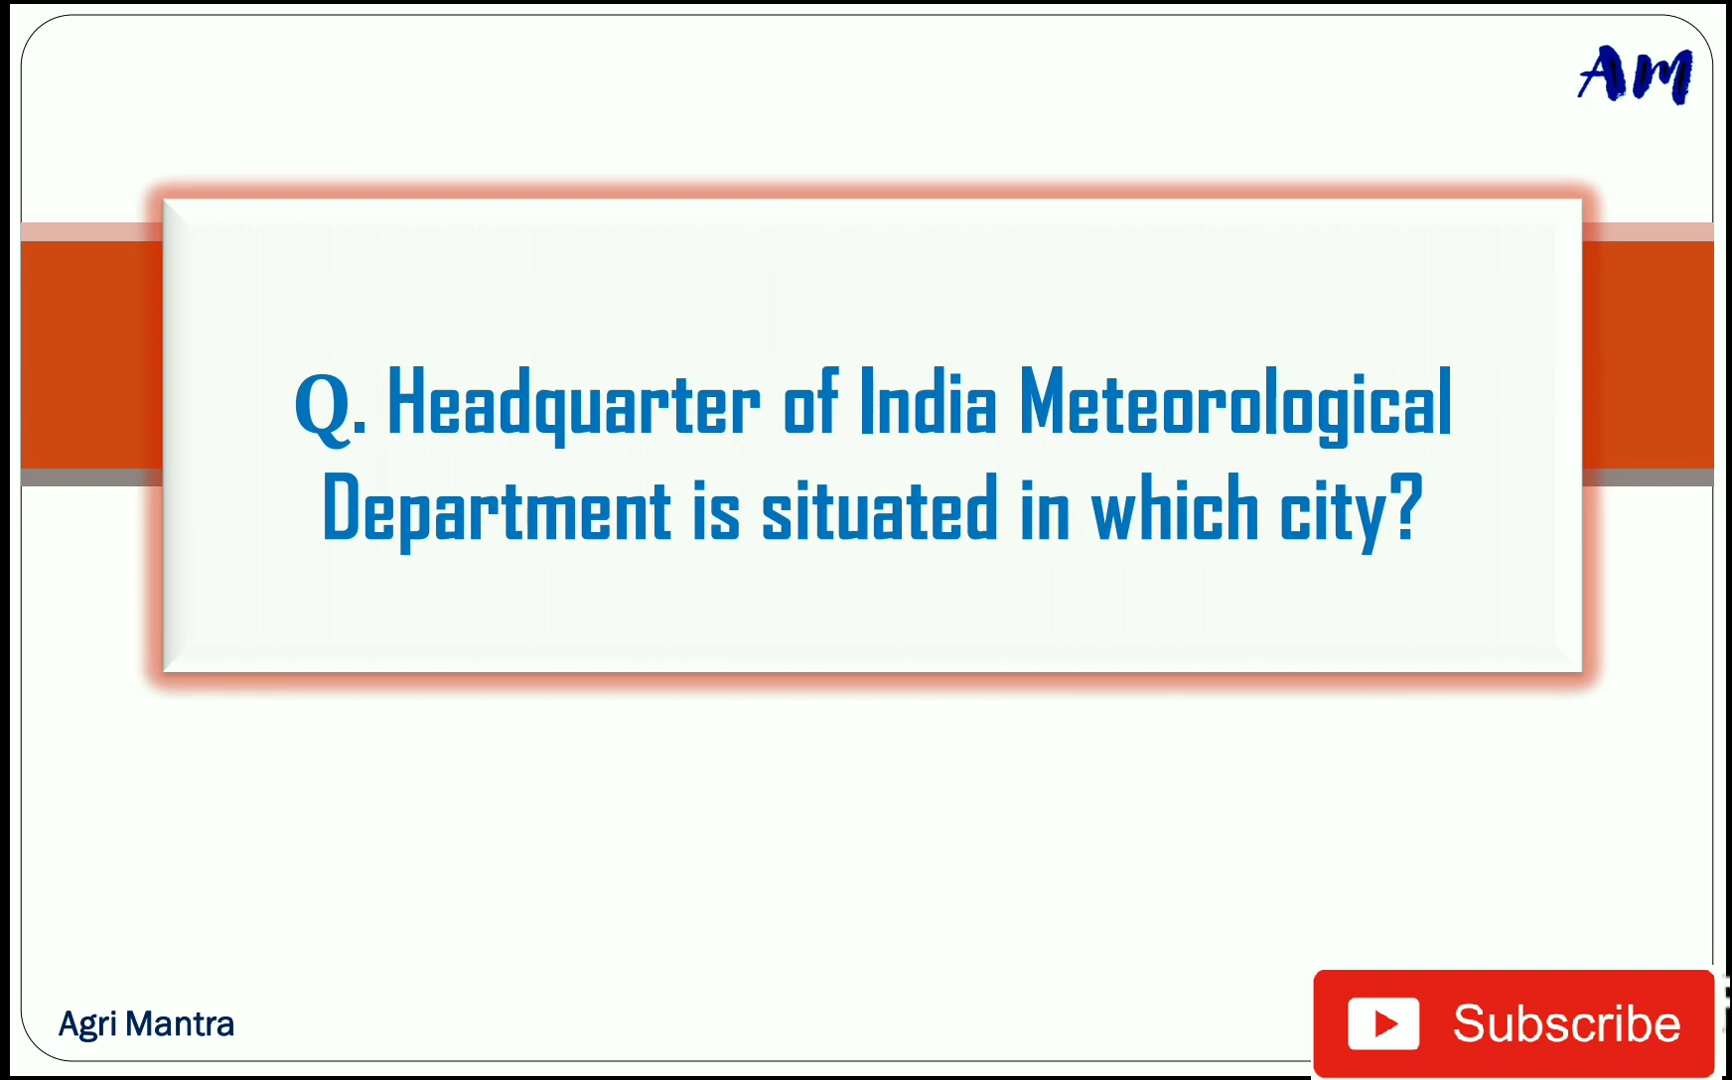 AM
Q. Headquarter of India Meteorological
Department is situated in which city?
Agri Mantra
Subscribe